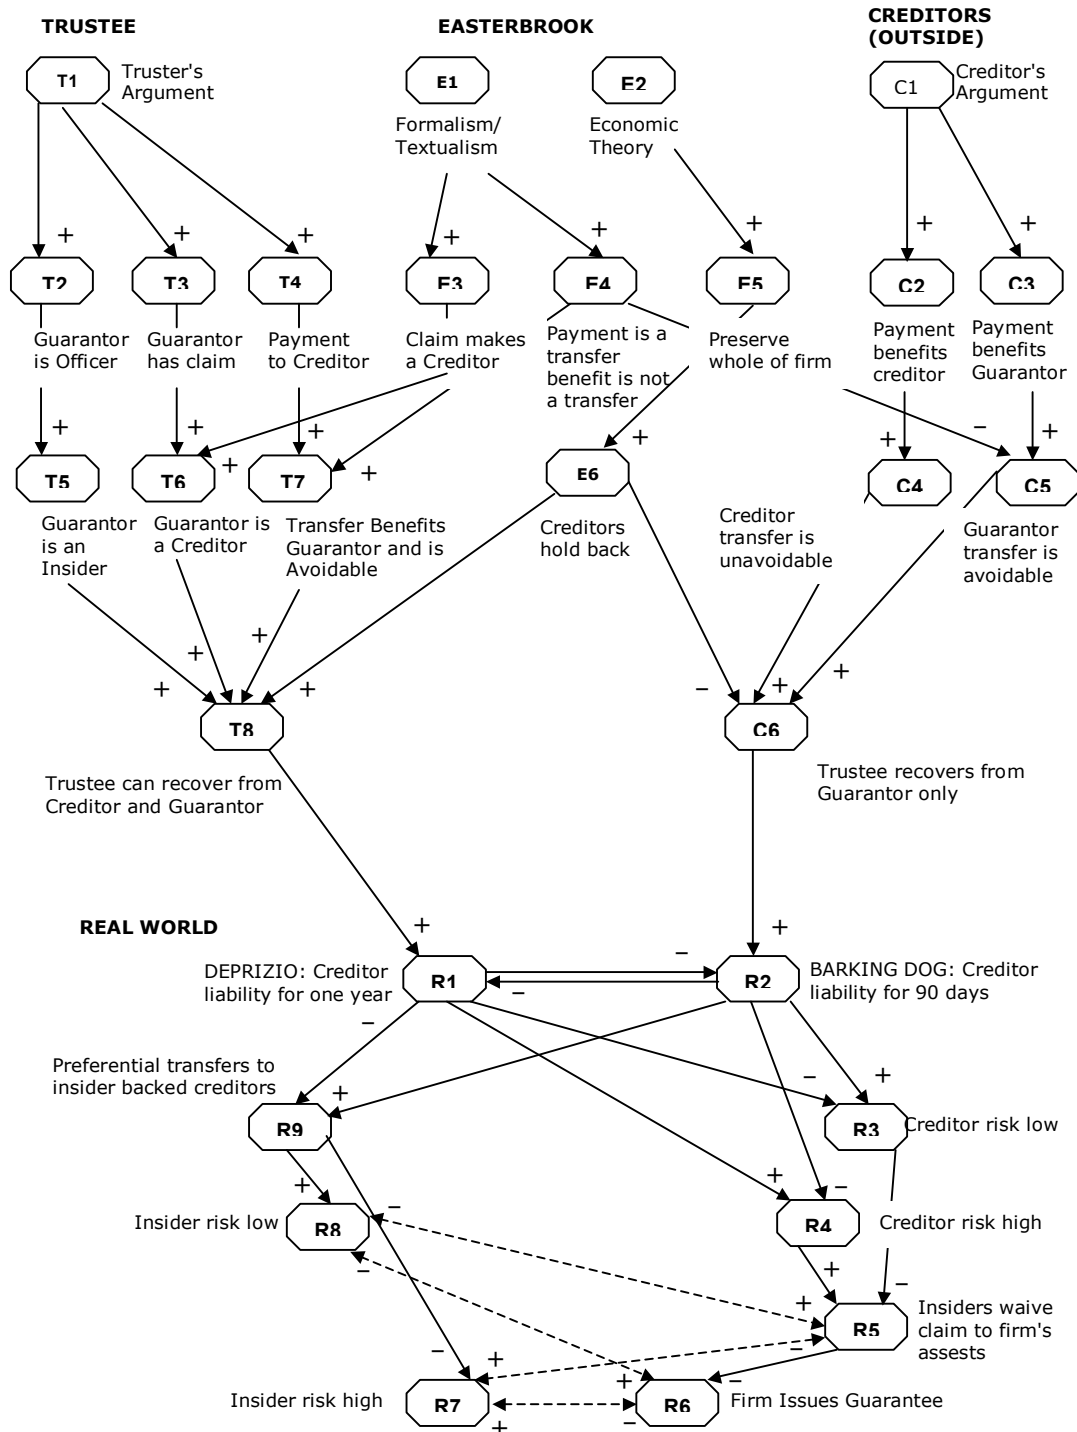 TRUSTEE
EASTERBROOK
CREDITORS
(OUTSIDE)
T1
Truster's
Argument
E1
E2
C1
Creditor's
Argument
Formalism/
Textualism
Economic
Theory
+
+
+
+
+
+
+
+
T2
T3
T4
E3
E4
E5
C2
C3
Guarantor
is Officer
Guarantor
has claim
Payment
to Creditor
Claim makes
a Creditor
Payment is a
transfer
benefit is not
a transfer
Preserve
whole of firm
Payment
benefits
creditor
Payment
benefits
Guarantor
+
+
+
+
+
+
+
–
+
T5
T6
T7
E6
C4
C5
Guarantor
is an
Insider
Guarantor is
a Creditor
Transfer Benefits
Guarantor and is
Avoidable
Creditors
hold back
Creditor
transfer is
unavoidable
Guarantor
transfer is
avoidable
+
+
+
+
–
+
+
T8
C6
Trustee can recover from
Creditor and Guarantor
Trustee recovers from
Guarantor only
REAL WORLD
+
+
DEPRIZIO: Creditor
liability for one year
R1
–
–
R2
BARKING DOG: Creditor
liability for 90 days
–
Preferential transfers to
insider backed creditors
+
–
+
R9
R3
Creditor risk low
+
+
–
Insider risk low
R8
–
R4
Creditor risk high
–
+
+
–
R5
Insiders waive
claim to firm's
assests
–
–
+
+
–
Insider risk high
R7
R6
Firm Issues Guarantee
+
–